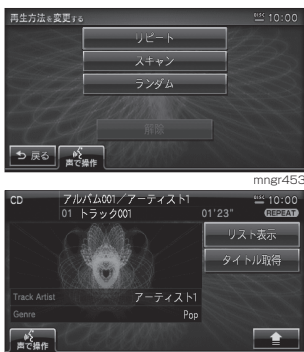 再生方法を変更する DISC 10:00
リピート
スキャン
ランダム
解除
戻る
声で操作
mngr453
CD アルバム001／アーティスト1 DISC 10:00
01 トラック001 01'23" REPEAT
リスト表示
タイトル取得
Track Artist アーティスト1
Genre Pop
声で操作